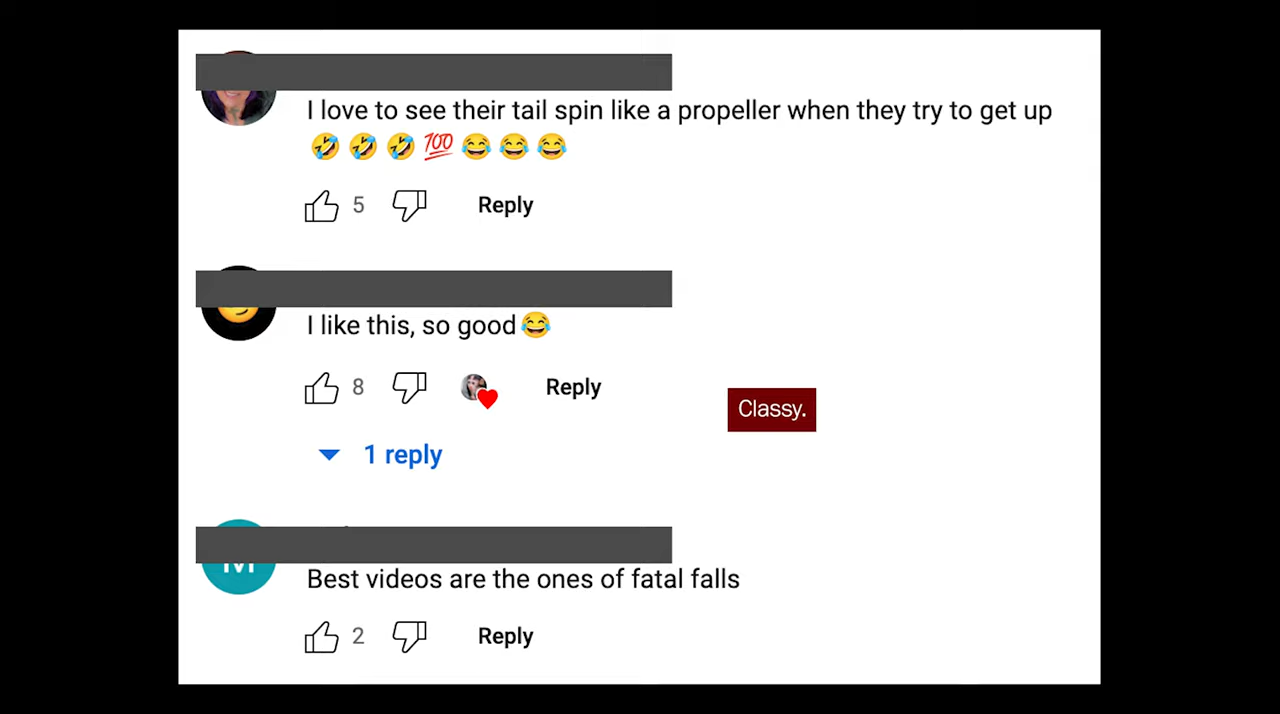 I love to see their tail spin like a propeller when they try to get up
🤣 🤣 🤣 💯 😂 😂 😂
5 Reply
I like this, so good😂
8 Reply
Classy.
1 reply
Best videos are the ones of fatal falls
2 Reply